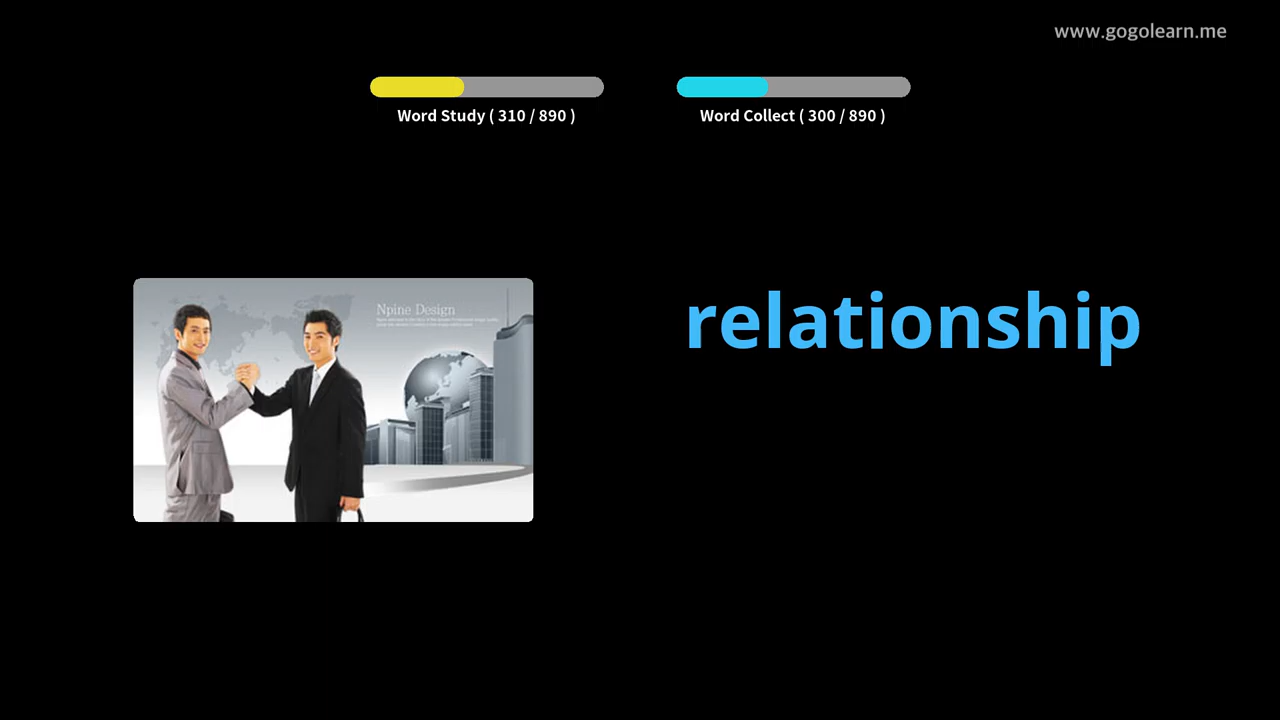 www.gogolearn.me
Word Study ( 310 / 890 )
Word Collect ( 300 / 890 )
Npine Design
relationship